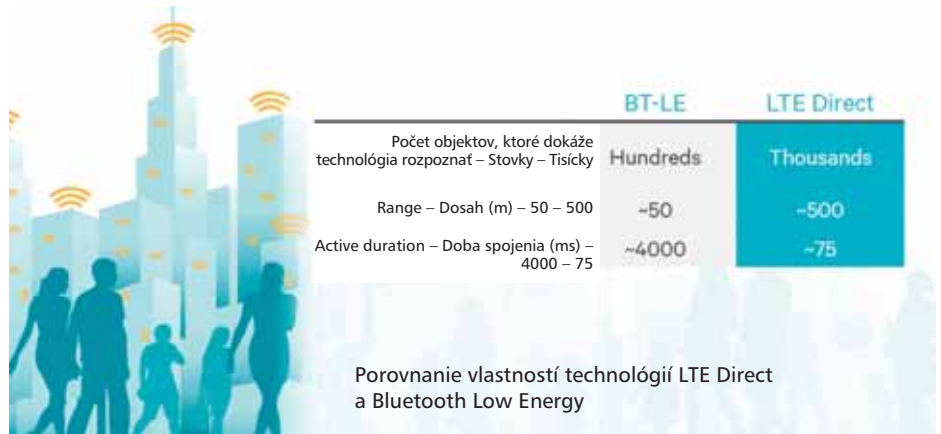 BT-LE LTE Direct
Počet objektov, ktoré dokáže
technológia rozpoznať – Stovky – Tisícky Hundreds Thousands
Range – Dosah (m) – 50 – 500 ~50 ~500
Active duration – Doba spojenia (ms) –
4000 – 75 ~4000 ~75
Porovnanie vlastností technológií LTE Direct
a Bluetooth Low Energy